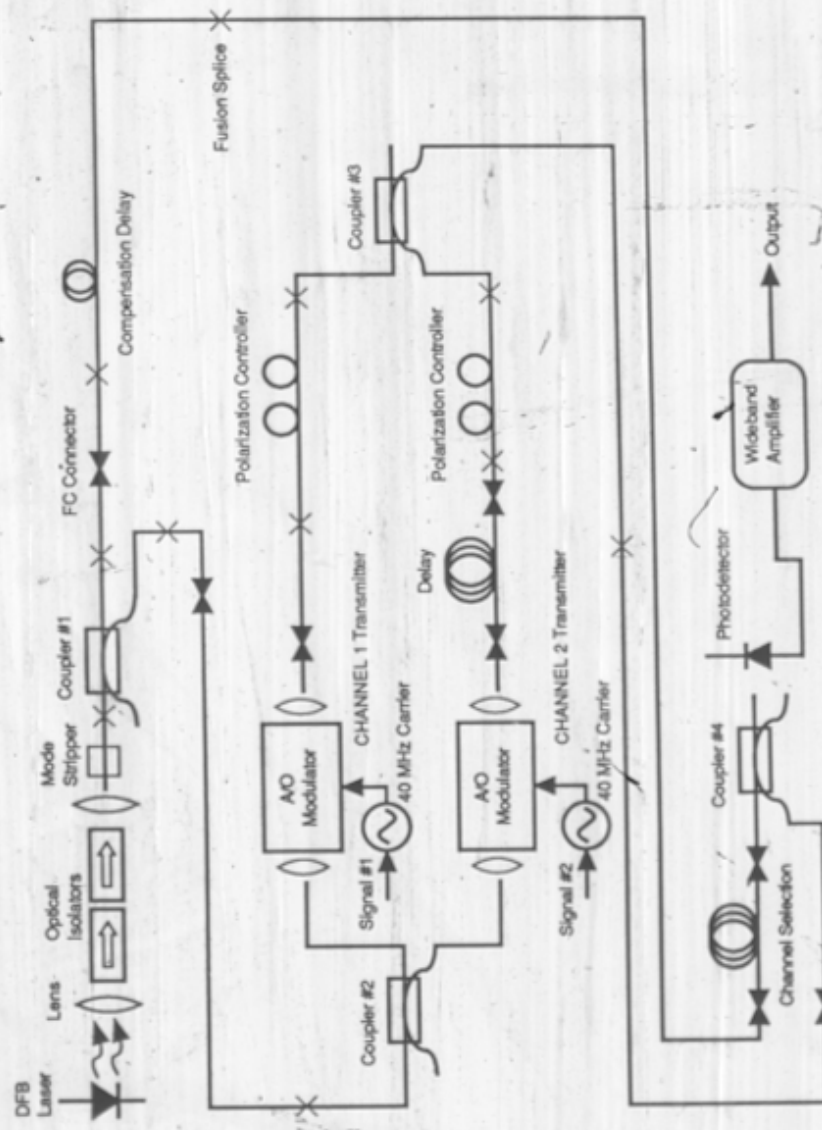 DFB
Laser
Lens
Optical
Isolators
Mode
Stripper
Coupler #1
FC Connector
Compensation Delay
Fusion Splice
Coupler #2
Signal #1
A/O
Modulator
40 MHz Carrier
CHANNEL 1 Transmitter
Polarization Controller
Coupler #3
Signal #2
A/O
Modulator
40 MHz Carrier
CHANNEL 2 Transmitter
Delay
Polarization Controller
Channel Selection
Coupler #4
Photodetector
Wideband
Amplifier
Output